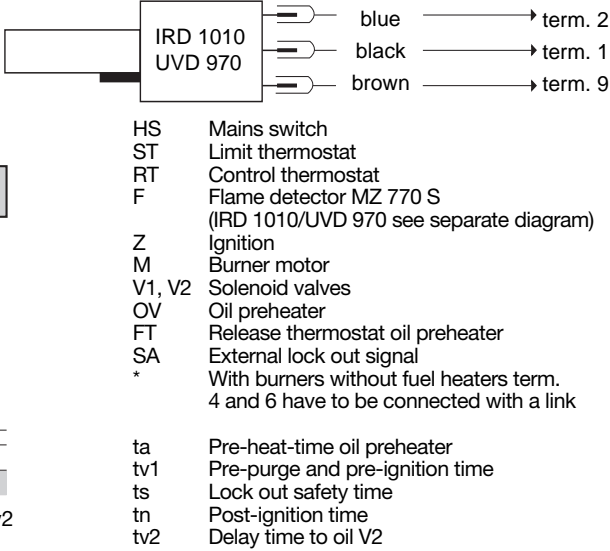 IRD 1010
UVD 970
blue term. 2
black term. 1
brown term. 9
HS Mains switch
ST Limit thermostat
RT Control thermostat
F Flame detector MZ 770 S
(IRD 1010/UVD 970 see separate diagram)
Z Ignition
M Burner motor
V1, V2 Solenoid valves
OV Oil preheater
FT Release thermostat oil preheater
SA External lock out signal
* With burners without fuel heaters term.
4 and 6 have to be connected with a link
ta Pre-heat-time oil preheater
tv1 Pre-purge and pre-ignition time
ts Lock out safety time
tn Post-ignition time
tv2 Delay time to oil V2